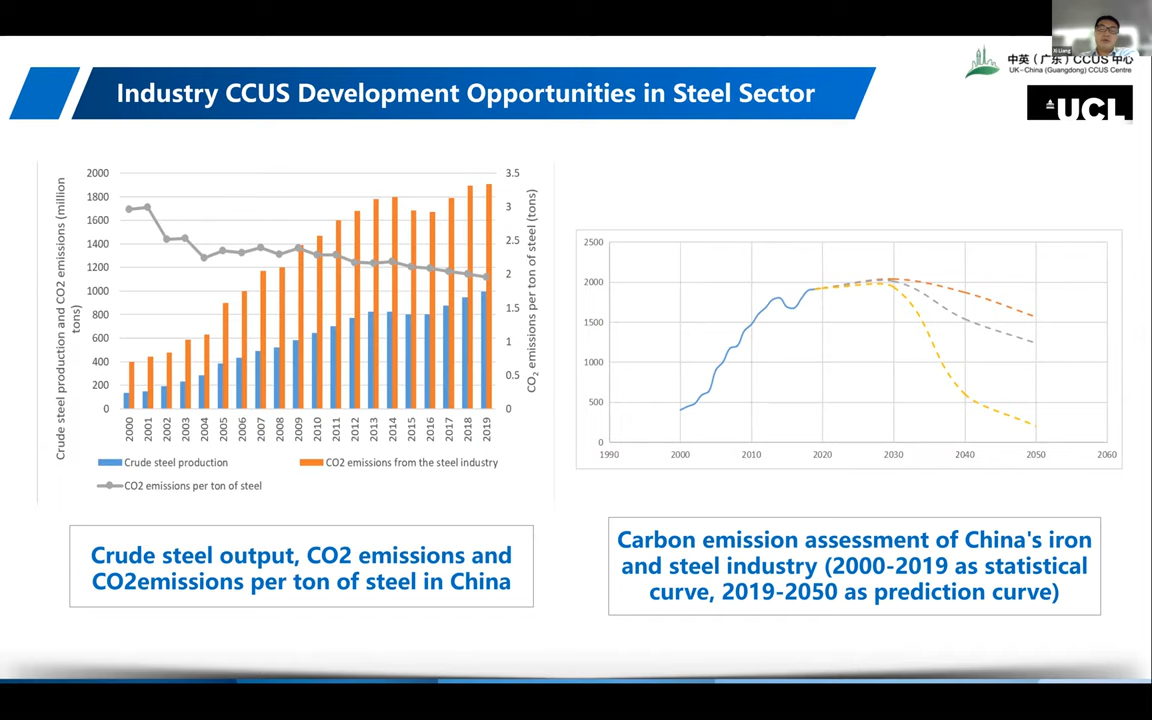 Xi Liang
中英（广东）CCUS 中心
UK-China (Guangdong) CCUS Centre
UCL
Industry CCUS Development Opportunities in Steel Sector
Crude steel production and CO2 emissions (million
tons)
2000
1800
1600
1400
1200
1000
800
600
400
200
0
3.5
3
2.5
2
1.5
1
0.5
0
CO2 emissions per ton of steel (tons)
2000 2001 2002 2003 2004 2005 2006 2007 2008 2009 2010 2011 2012 2013 2014 2015 2016 2017 2018 2019
Crude steel production
CO2 emissions from the steel industry
CO2 emissions per ton of steel
2500
2000
1500
1000
500
0
1990 2000 2010 2020 2030 2040 2050 2060
Crude steel output, CO2 emissions and
CO2emissions per ton of steel in China
Carbon emission assessment of China's iron
and steel industry (2000-2019 as statistical
curve, 2019-2050 as prediction curve)